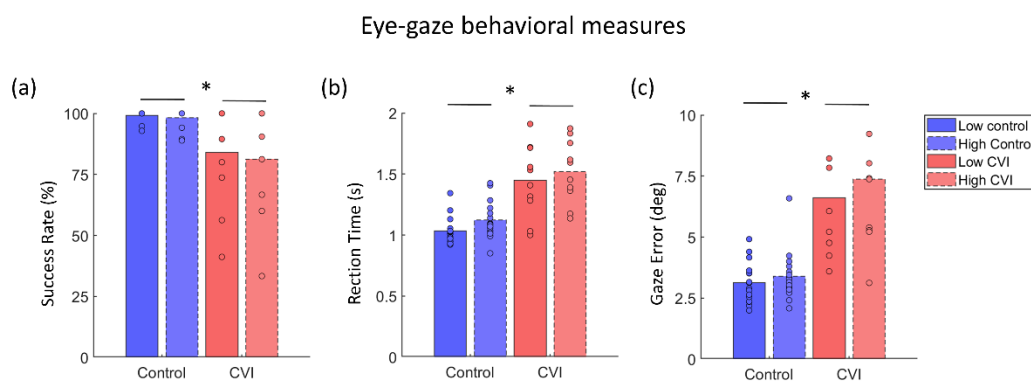 Eye-gaze behavioral measures
(a)
*
Success Rate (%)
100
75
50
25
0
Control
CVI
(b)
*
Rection Time (s)
2
1.5
1
0.5
0
Control
CVI
(c)
*
Gaze Error (deg)
10
7.5
5
2.5
0
Control
CVI
Low control
High Control
Low CVI
High CVI